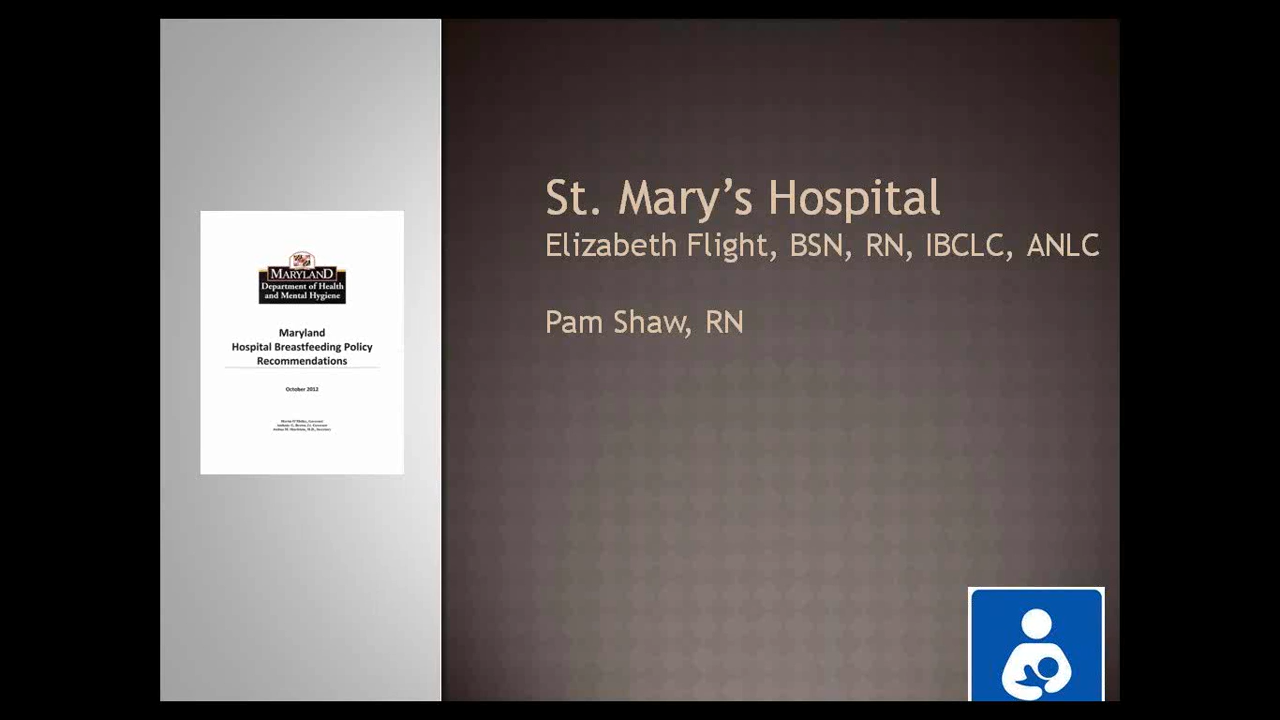 St. Mary’s Hospital
Elizabeth Flight, BSN, RN, IBCLC, ANLC
Pam Shaw, RN
MARYLAND
Department of Health
and Mental Hygiene
Maryland
Hospital Breastfeeding Policy
Recommendations
October 2012